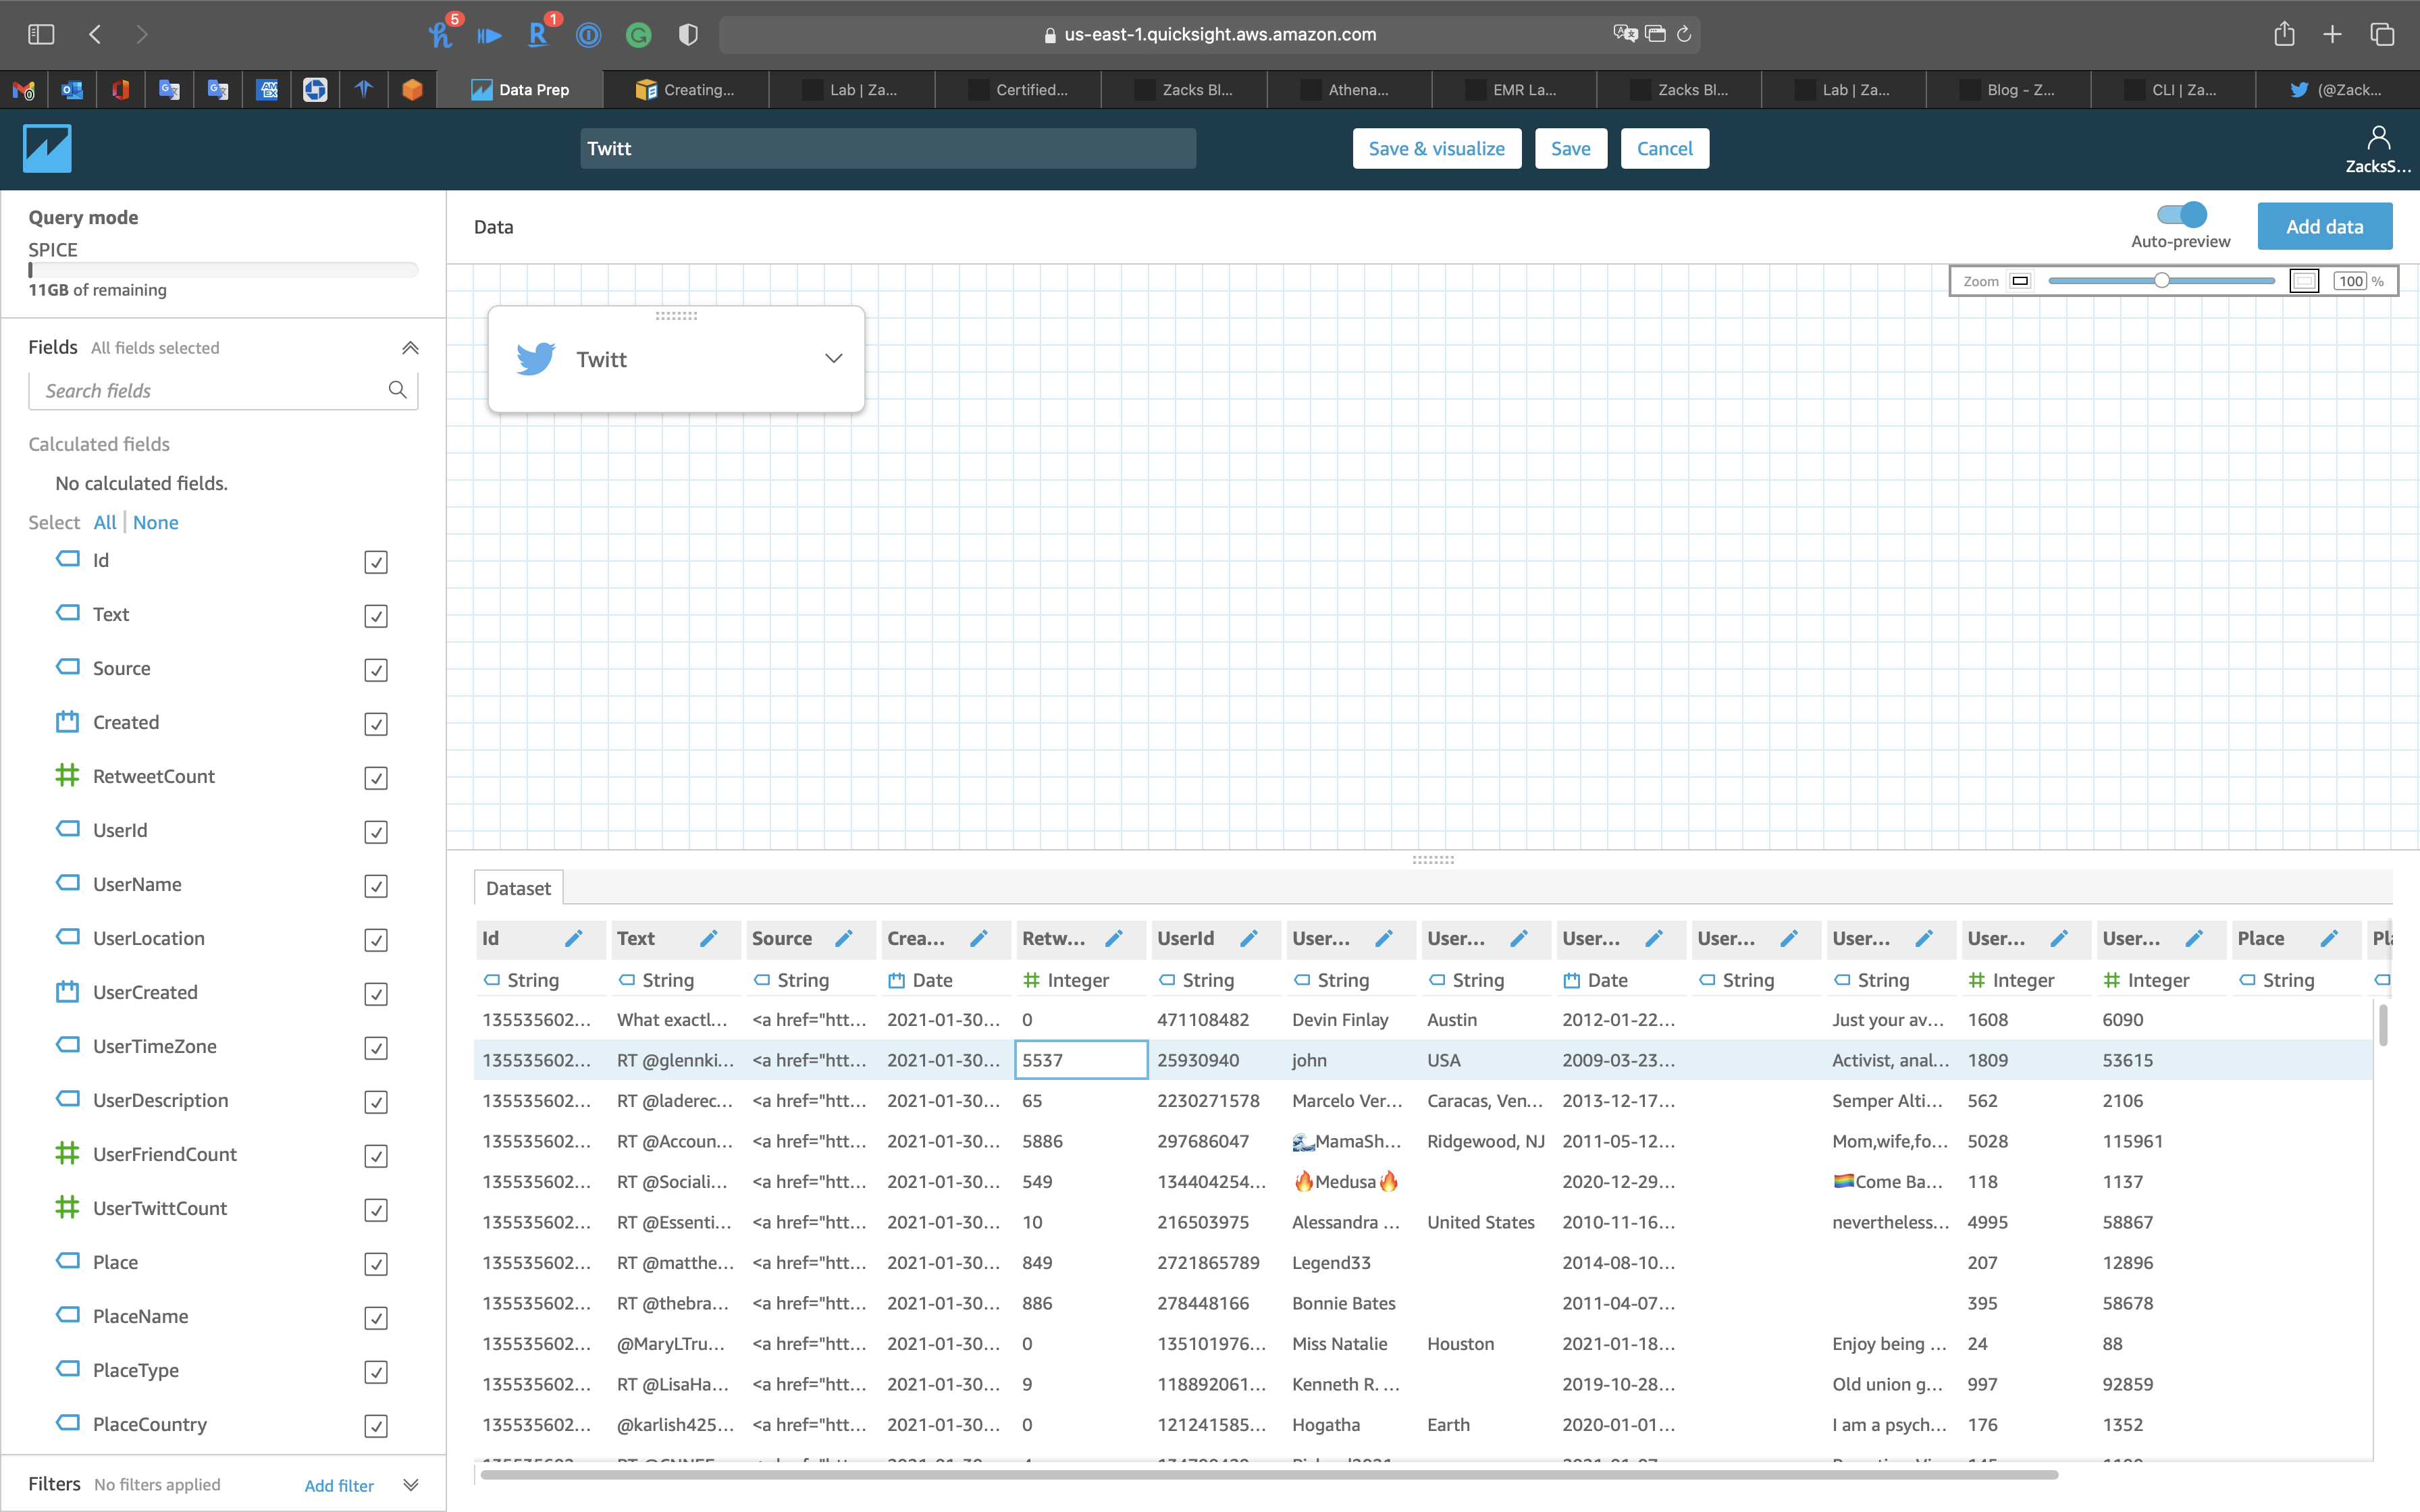 5
1
us-east-1.quicksight.aws.amazon.com
Data Prep
Creating...
Lab | Za...
Certified...
Zacks Bl...
Athena...
EMR La...
Zacks Bl...
Lab | Za...
Blog - Z...
CLI | Za...
(@Zack...
Twitt
Save & visualize
Save
Cancel
ZacksS...
Query mode
SPICE
11GB of remaining
Fields All fields selected
Search fields
Calculated fields
No calculated fields.
Select All | None
Id
Text
Source
Created
RetweetCount
UserId
UserName
UserLocation
UserCreated
UserTimeZone
UserDescription
UserFriendCount
UserTwittCount
Place
PlaceName
PlaceType
PlaceCountry
Filters No filters applied Add filter
Data
Auto-preview
Add data
Zoom 100 %
Twitt
Dataset
Id Text Source Crea... Retw... UserId User... User... User... User... User... User... User... Place
String String String Date Integer String String String Date String String Integer Integer String
135535602... What exactl... <a href="htt... 2021-01-30... 0 471108482 Devin Finlay Austin 2012-01-22... Just your av... 1608 6090
135535602... RT @glennki... <a href="htt... 2021-01-30... 5537 25930940 john USA 2009-03-23... Activist, anal... 1809 53615
135535602... RT @laderec... <a href="htt... 2021-01-30... 65 2230271578 Marcelo Ver... Caracas, Ven... 2013-12-17... Semper Alti... 562 2106
135535602... RT @Accoun... <a href="htt... 2021-01-30... 5886 297686047 🌊MamaSh... Ridgewood, NJ 2011-05-12... Mom,wife,fo... 5028 115961
135535602... RT @Sociali... <a href="htt... 2021-01-30... 549 134404254... 🔥Medusa🔥 2020-12-29... 🏳️‍🌈Come Ba... 118 1137
135535602... RT @Essenti... <a href="htt... 2021-01-30... 10 216503975 Alessandra ... United States 2010-11-16... nevertheless... 4995 58867
135535602... RT @matthe... <a href="htt... 2021-01-30... 849 2721865789 Legend33 2014-08-10... 207 12896
135535602... RT @thebra... <a href="htt... 2021-01-30... 886 278448166 Bonnie Bates 2011-04-07... 395 58678
135535602... @MaryLTru... <a href="htt... 2021-01-30... 0 135101976... Miss Natalie Houston 2021-01-18... Enjoy being ... 24 88
135535602... RT @LisaHa... <a href="htt... 2021-01-30... 9 118892061... Kenneth R. ... 2019-10-28... Old union g... 997 92859
135535602... @karlish425... <a href="htt... 2021-01-30... 0 121241585... Hogatha Earth 2020-01-01... I am a psych... 176 1352